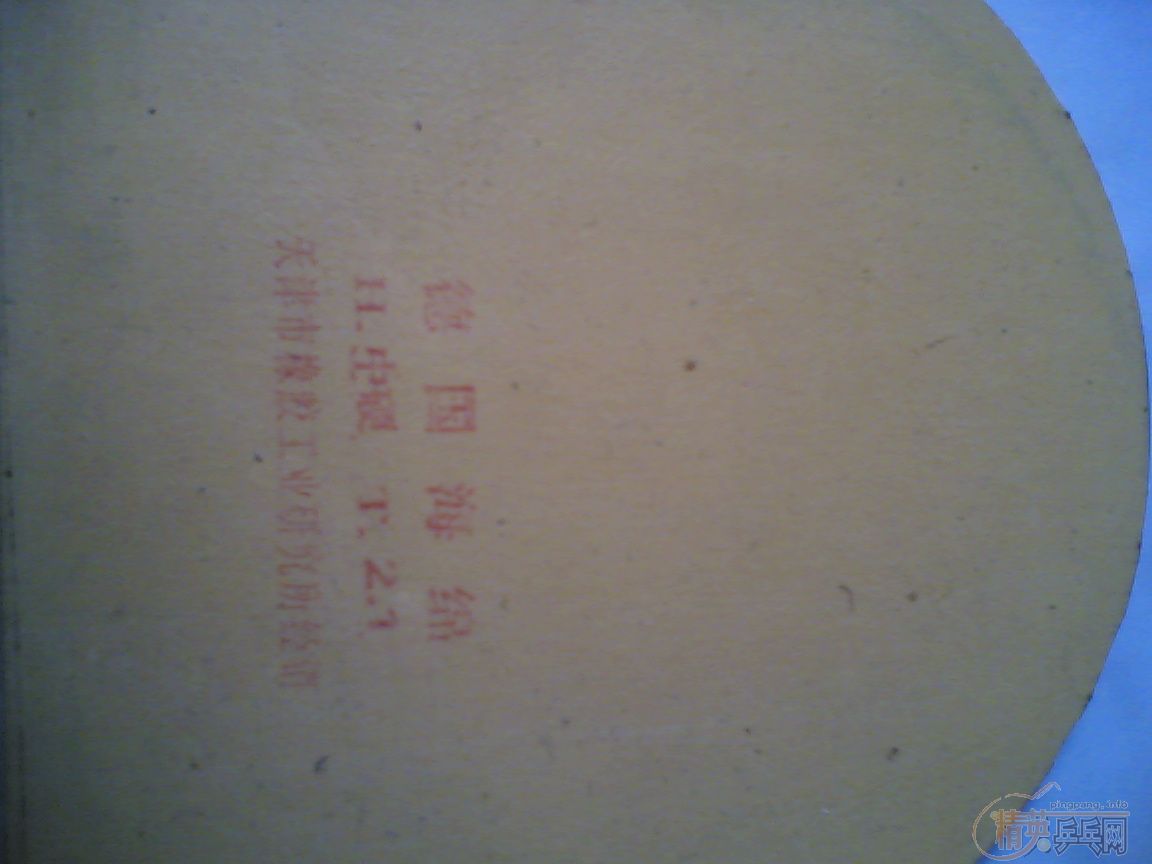 德国海绵
H.中硬 T.2.1
天津市橡胶工业研究所经销
pingpang.info
精英乒乓网